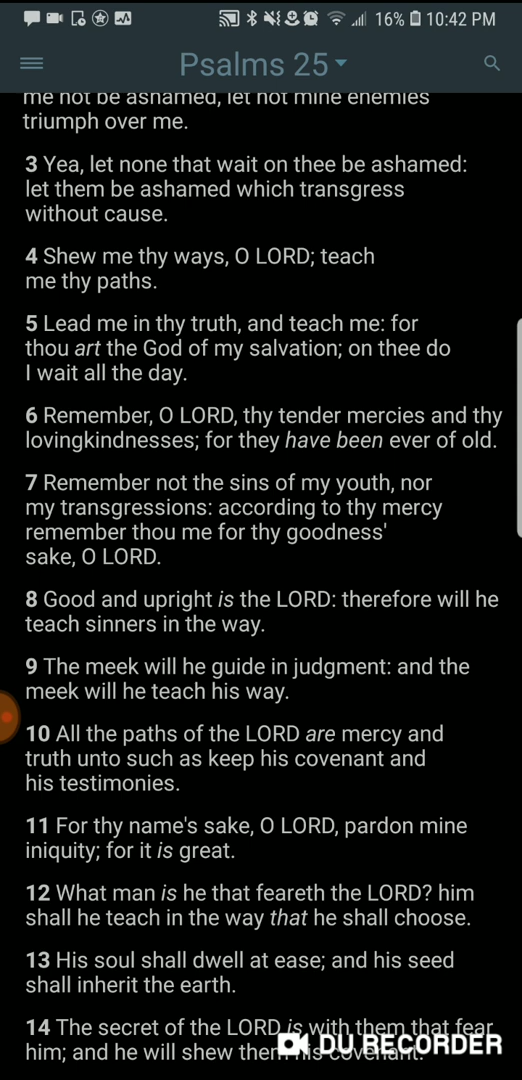 16% 10:42 PM
Psalms 25
me not be ashamed, let not mine enemies
triumph over me.
3 Yea, let none that wait on thee be ashamed:
let them be ashamed which transgress
without cause.
4 Shew me thy ways, O LORD; teach
me thy paths.
5 Lead me in thy truth, and teach me: for
thou art the God of my salvation; on thee do
I wait all the day.
6 Remember, O LORD, thy tender mercies and thy
lovingkindnesses; for they have been ever of old.
7 Remember not the sins of my youth, nor
my transgressions: according to thy mercy
remember thou me for thy goodness'
sake, O LORD.
8 Good and upright is the LORD: therefore will he
teach sinners in the way.
9 The meek will he guide in judgment: and the
meek will he teach his way.
10 All the paths of the LORD are mercy and
truth unto such as keep his covenant and
his testimonies.
11 For thy name's sake, O LORD, pardon mine
iniquity; for it is great.
12 What man is he that feareth the LORD? him
shall he teach in the way that he shall choose.
13 His soul shall dwell at ease; and his seed
shall inherit the earth.
14 The secret of the LORD is with them that fear
him; and he will shew them his covenant.
DU RECORDER